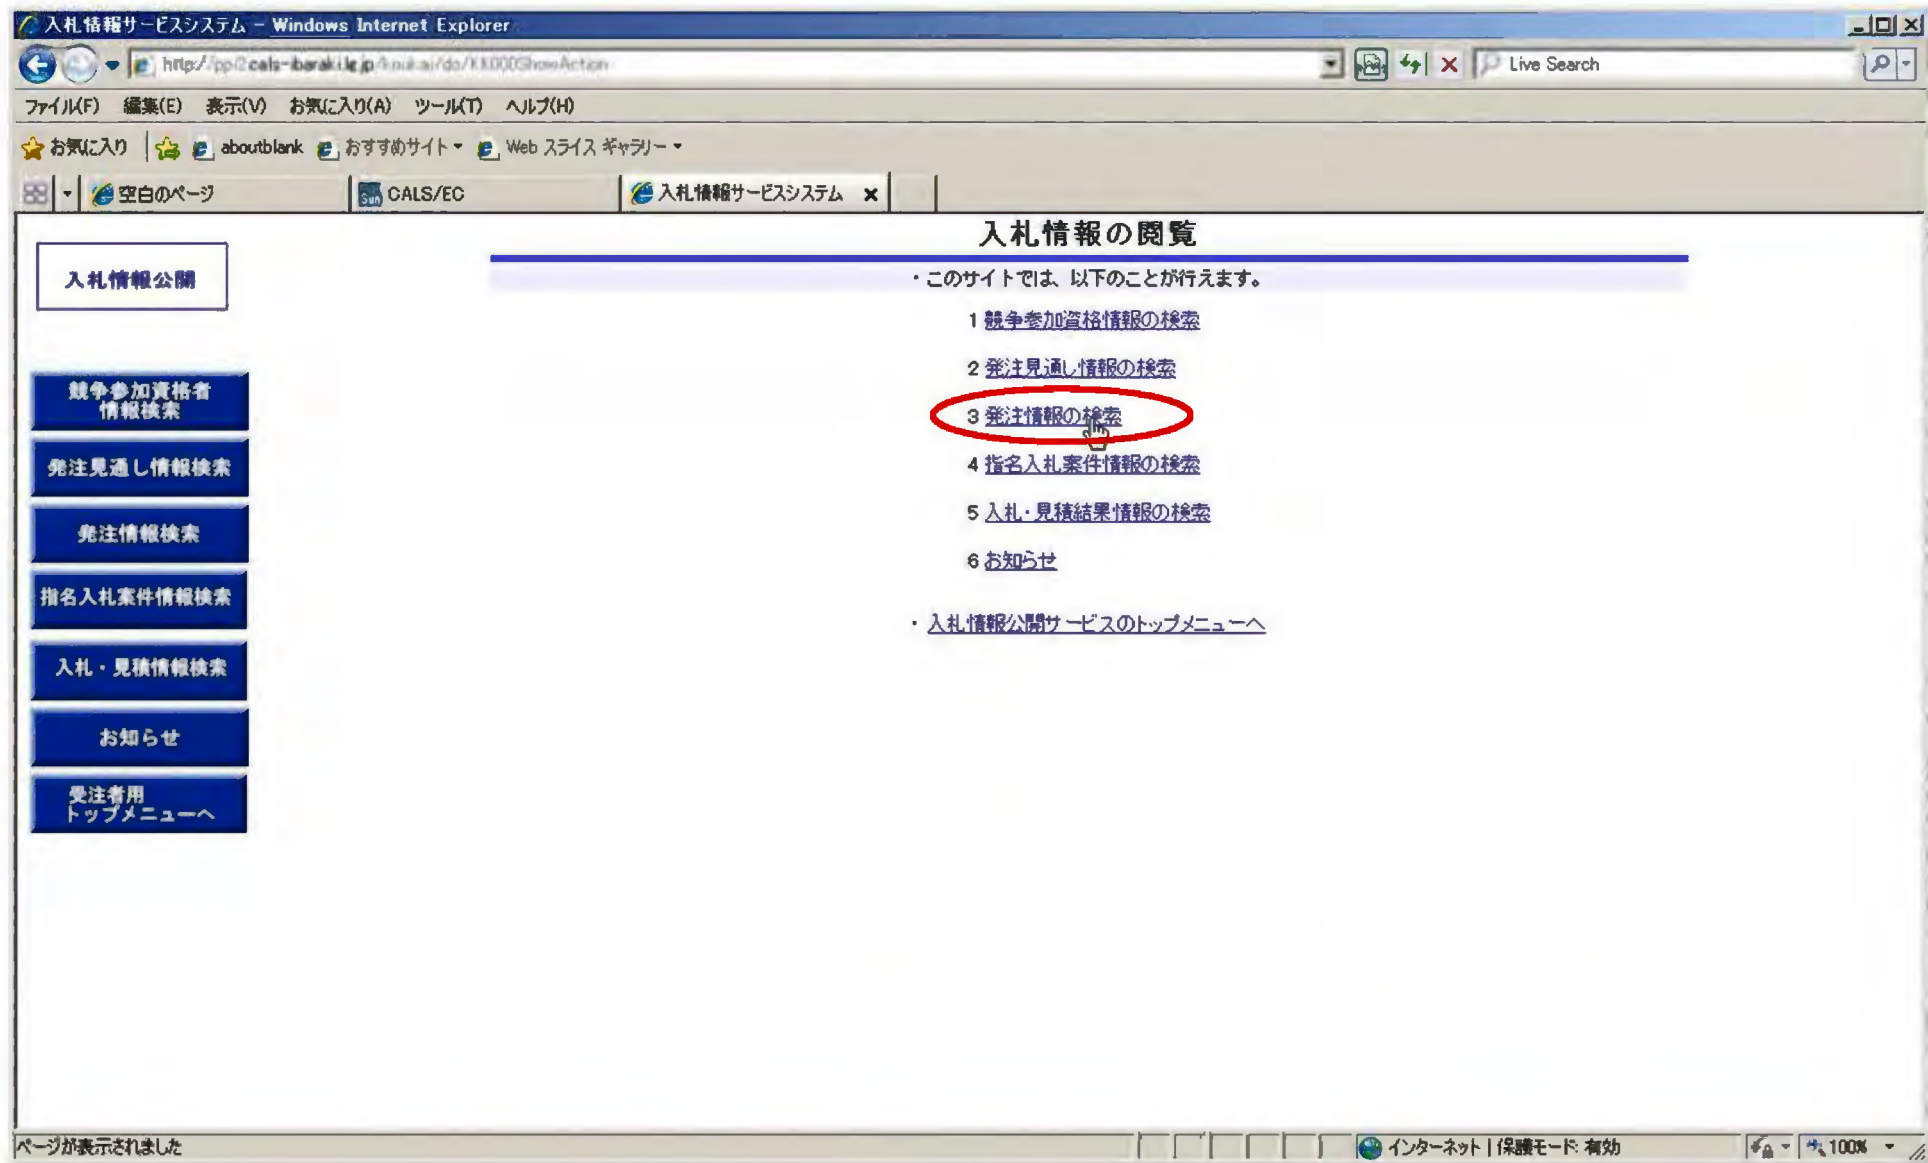 入札情報サービスシステム - Windows Internet Explorer
Live Search
ファイル(F) 編集(E) 表示(V) お気に入り(A) ツール(T) ヘルプ(H)
お気に入り aboutblank おすすめサイト Web スライス ギャラリー
空白のページ CALS/EC 入札情報サービスシステム
入札情報の閲覧
入札情報公開
・このサイトでは、以下のことが行えます。
1 競争参加資格情報の検索
2 発注見通し情報の検索
3 発注情報の検索
4 指名入札案件情報の検索
5 入札・見積結果情報の検索
6 お知らせ
・入札情報公開サービスのトップメニューへ
競争参加資格者
情報検索
発注見通し情報検索
発注情報検索
指名入札案件情報検索
入札・見積情報検索
お知らせ
受注者用
トップメニューへ
ページが表示されました
インターネット | 保護モード: 有効
100%